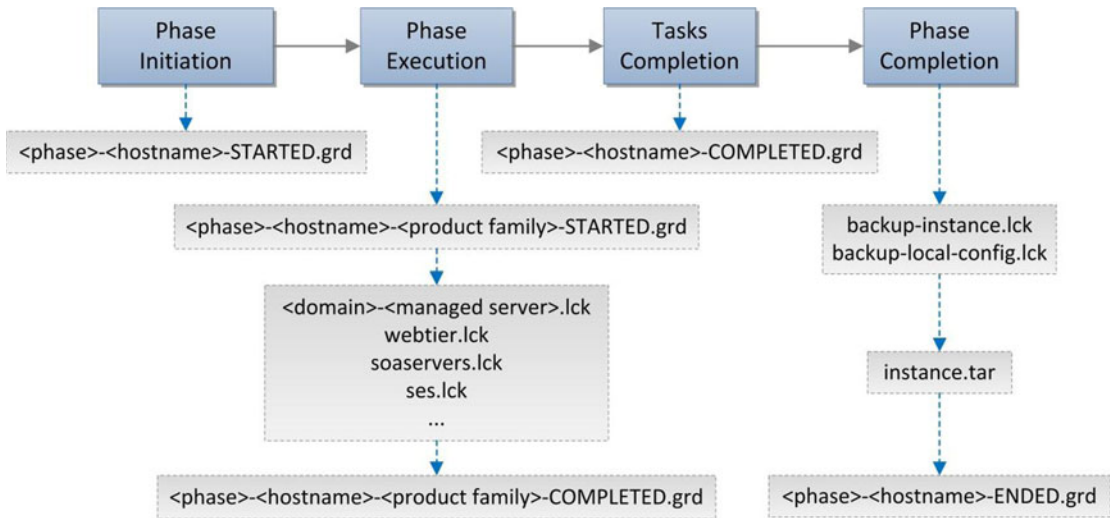 Phase
Initiation
Phase
Execution
Tasks
Completion
Phase
Completion
<phase>-<hostname>-STARTED.grd
<phase>-<hostname>-COMPLETED.grd
<phase>-<hostname>-<product family>-STARTED.grd
backup-instance.lck
backup-local-config.lck
<domain>-<managed server>.lck
webtier.lck
soaservers.lck
ses.lck
...
instance.tar
<phase>-<hostname>-<product family>-COMPLETED.grd
<phase>-<hostname>-ENDED.grd